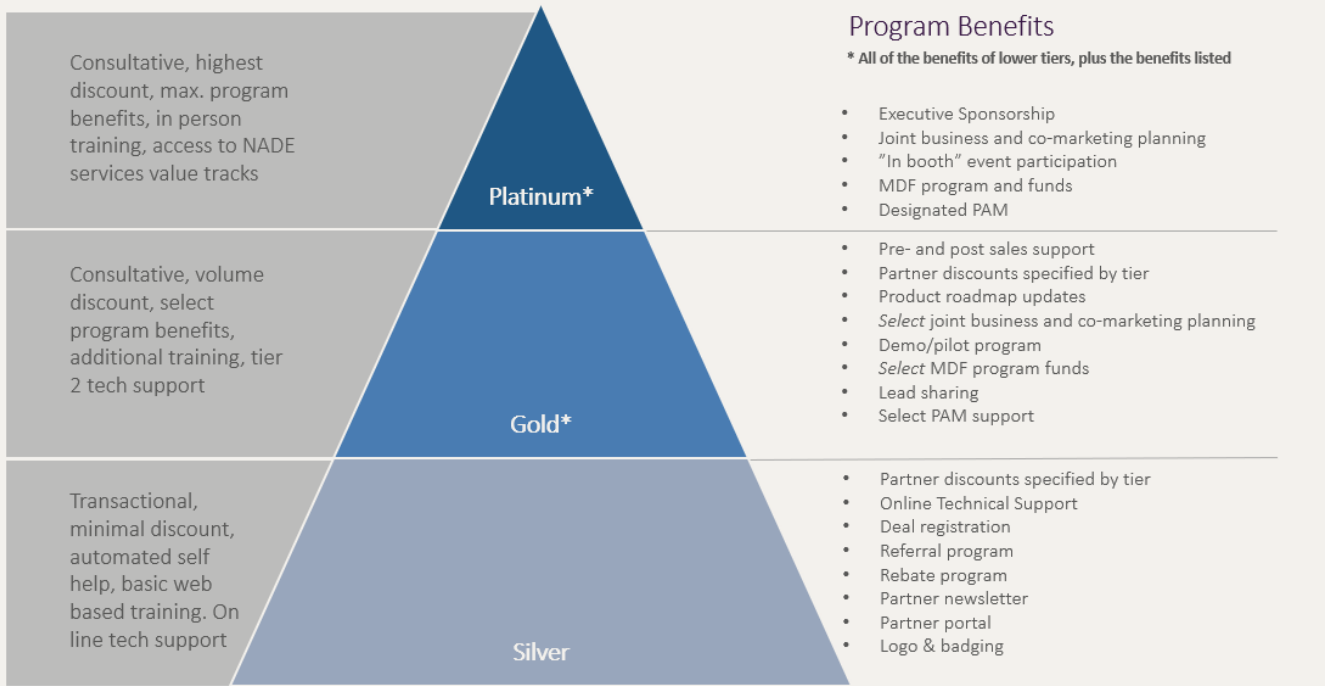 Consultative, highest
discount, max. program
benefits, in person
training, access to NADE
services value tracks
Platinum*
Program Benefits
* All of the benefits of lower tiers, plus the benefits listed
• Executive Sponsorship
• Joint business and co-marketing planning
• ”In booth” event participation
• MDF program and funds
• Designated PAM
Consultative, volume
discount, select
program benefits,
additional training, tier
2 tech support
Gold*
• Pre- and post sales support
• Partner discounts specified by tier
• Product roadmap updates
• Select joint business and co-marketing planning
• Demo/pilot program
• Select MDF program funds
• Lead sharing
• Select PAM support
Transactional,
minimal discount,
automated self
help, basic web
based training. On
line tech support
Silver
• Partner discounts specified by tier
• Online Technical Support
• Deal registration
• Referral program
• Rebate program
• Partner newsletter
• Partner portal
• Logo & badging